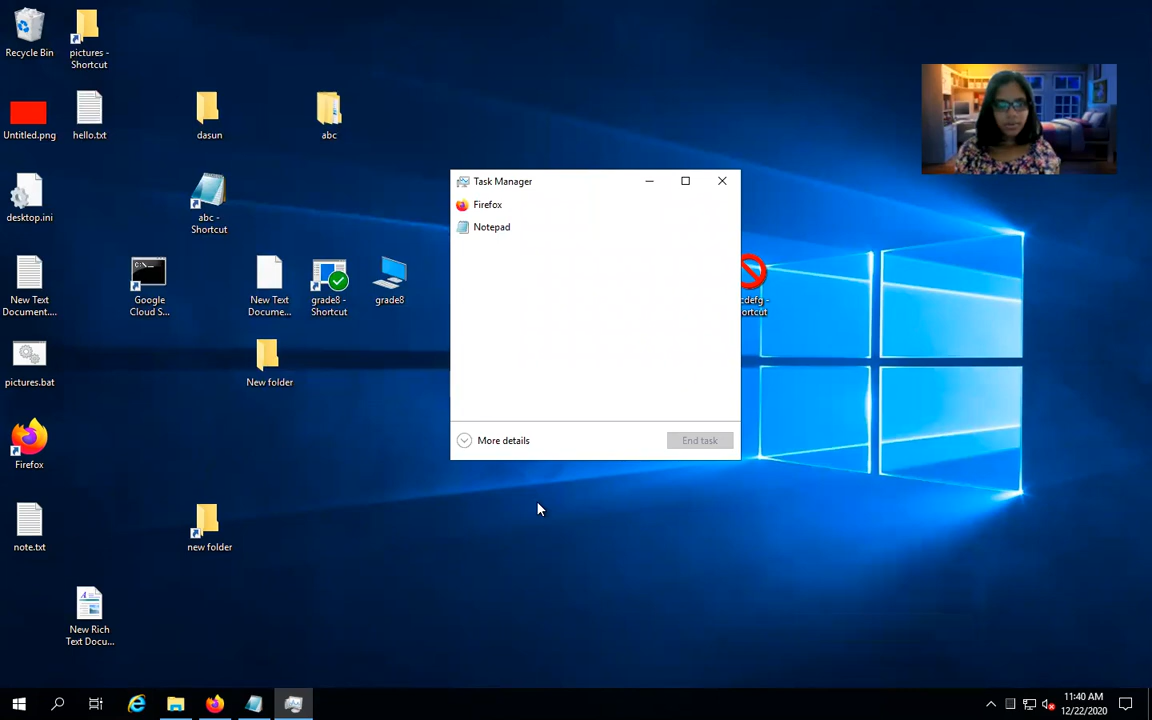 Recycle Bin
pictures -
Shortcut
Untitled.png
hello.txt
dasun
abc
desktop.ini
abc -
Shortcut
Task Manager
Firefox
Notepad
New Text
Document....
Google
Cloud S...
New Text
Docume...
grade8 -
Shortcut
grade8
cdefg -
ortcut
pictures.bat
New folder
More details
End task
Firefox
note.txt
new folder
New Rich
Text Docu...
11:40 AM
12/22/2020